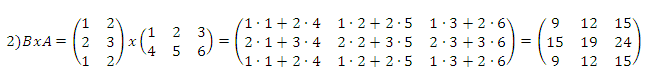 2)BxA = (1 2; 2 3; 1 2) x (1 2 3; 4 5 6) = (1·1+2·4 1·2+2·5 1·3+2·6; 2·1+3·4 2·2+3·5 2·3+3·6; 1·1+2·4 1·2+2·5 1·3+2·6) = (9 12 15; 15 19 24; 9 12 15)